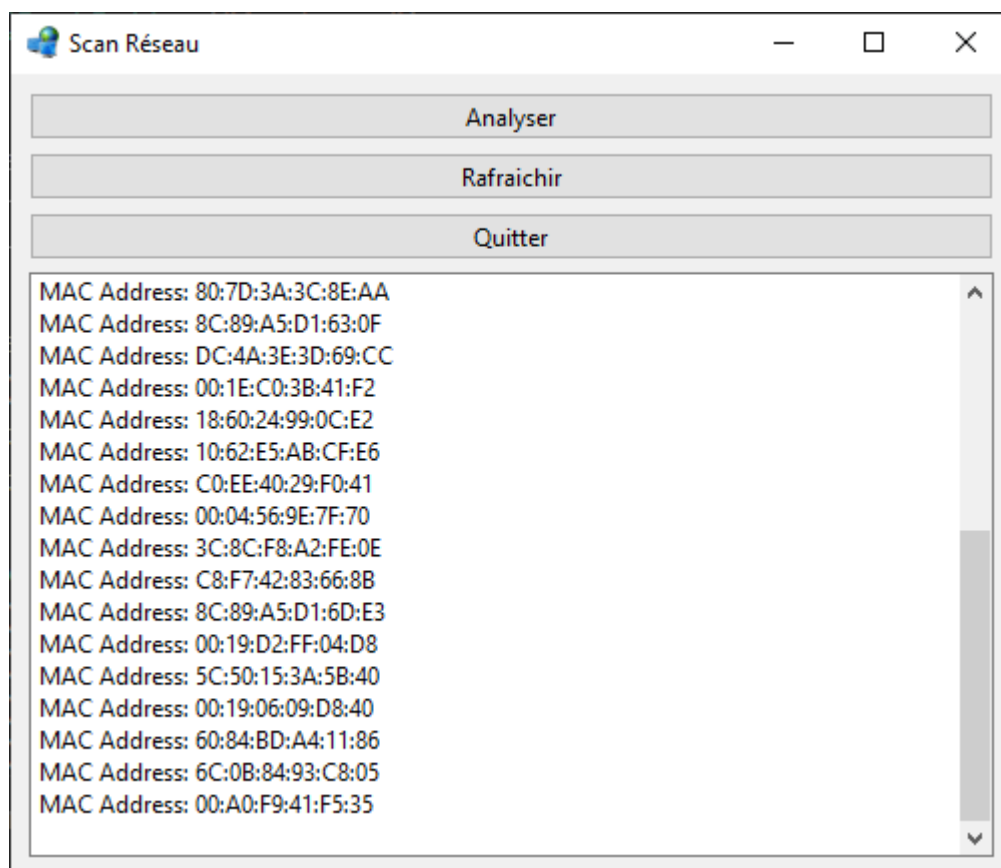 Scan Réseau
Analyser
Rafraichir
Quitter
MAC Address: 80:7D:3A:3C:8E:AA
MAC Address: 8C:89:A5:D1:63:0F
MAC Address: DC:4A:3E:3D:69:CC
MAC Address: 00:1E:C0:3B:41:F2
MAC Address: 18:60:24:99:0C:E2
MAC Address: 10:62:E5:AB:CF:E6
MAC Address: C0:EE:40:29:F0:41
MAC Address: 00:04:56:9E:7F:70
MAC Address: 3C:8C:F8:A2:FE:0E
MAC Address: C8:F7:42:83:66:8B
MAC Address: 8C:89:A5:D1:6D:E3
MAC Address: 00:19:D2:FF:04:D8
MAC Address: 5C:50:15:3A:5B:40
MAC Address: 00:19:06:09:D8:40
MAC Address: 60:84:BD:A4:11:86
MAC Address: 6C:0B:84:93:C8:05
MAC Address: 00:A0:F9:41:F5:35